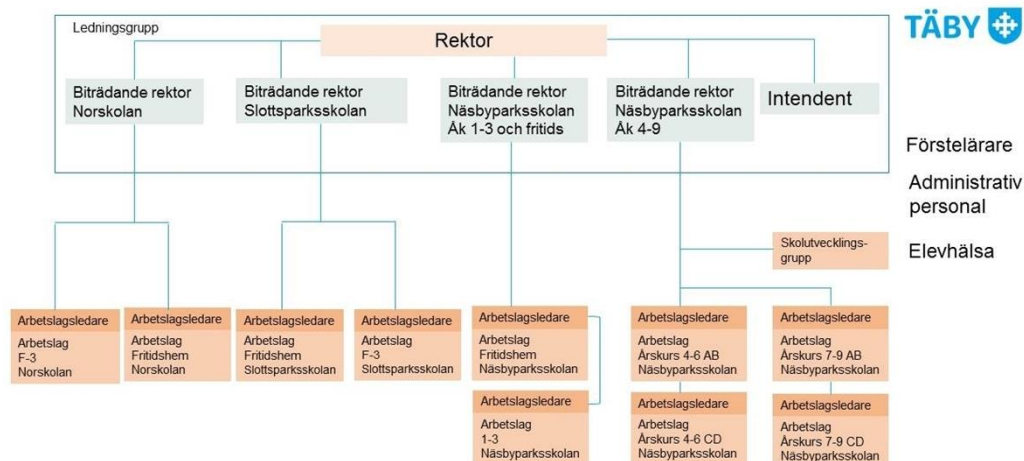 Ledningsgrupp
Rektor
TÄBY
Biträdande rektor
Norskolan
Biträdande rektor
Slottsparksskolan
Biträdande rektor
Näsbyparksskolan
Åk 1-3 och fritids
Biträdande rektor
Näsbyparksskolan
Åk 4-9
Intendent
Förstelärare
Administrativ
personal
Elevhälsa
Skolutvecklings-
grupp
Arbetslagsledare
Arbetslag
F-3
Norskolan
Arbetslagsledare
Arbetslag
Fritidshem
Norskolan
Arbetslagsledare
Arbetslag
Fritidshem
Slottsparksskolan
Arbetslagsledare
Arbetslag
F-3
Slottsparksskolan
Arbetslagsledare
Arbetslag
Fritidshem
Näsbyparksskolan
Arbetslagsledare
Arbetslag
Årskurs 4-6 AB
Näsbyparksskolan
Arbetslagsledare
Arbetslag
Årskurs 7-9 AB
Näsbyparksskolan
Arbetslagsledare
Arbetslag
1-3
Näsbyparksskolan
Arbetslagsledare
Arbetslag
Årskurs 4-6 CD
Näsbyparksskolan
Arbetslagsledare
Arbetslag
Årskurs 7-9 CD
Näsbyparksskolan